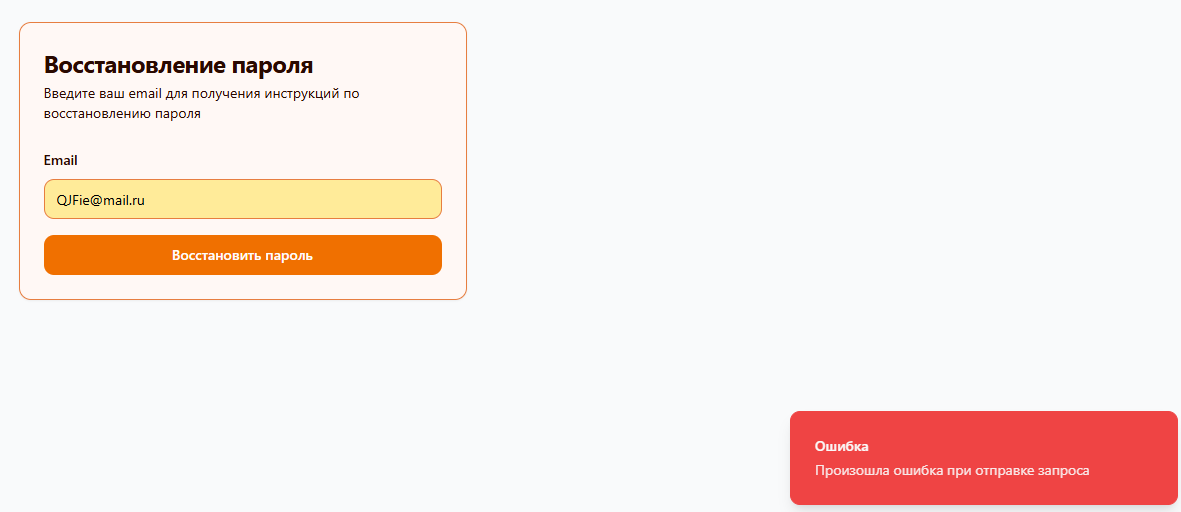 Восстановление пароля
Введите ваш email для получения инструкций по
восстановлению пароля
Email
QJFie@mail.ru
Восстановить пароль
Ошибка
Произошла ошибка при отправке запроса